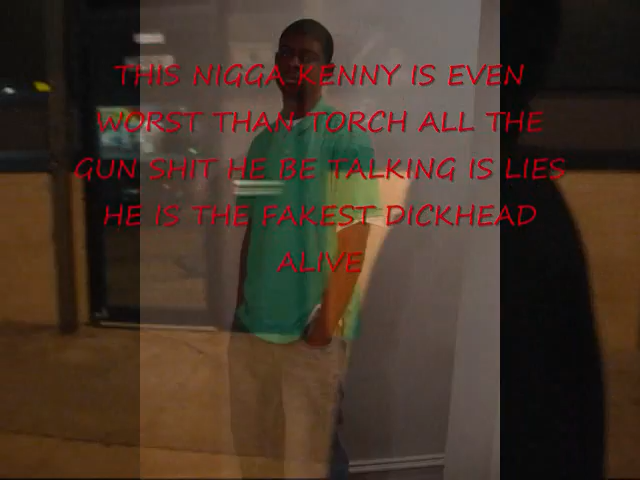 THIS NIGGA KENNY IS EVEN
WORST THAN TORCH ALL THE
GUN SHIT HE BE TALKING IS LIES
HE IS THE FAKEST DICKHEAD
ALIVE